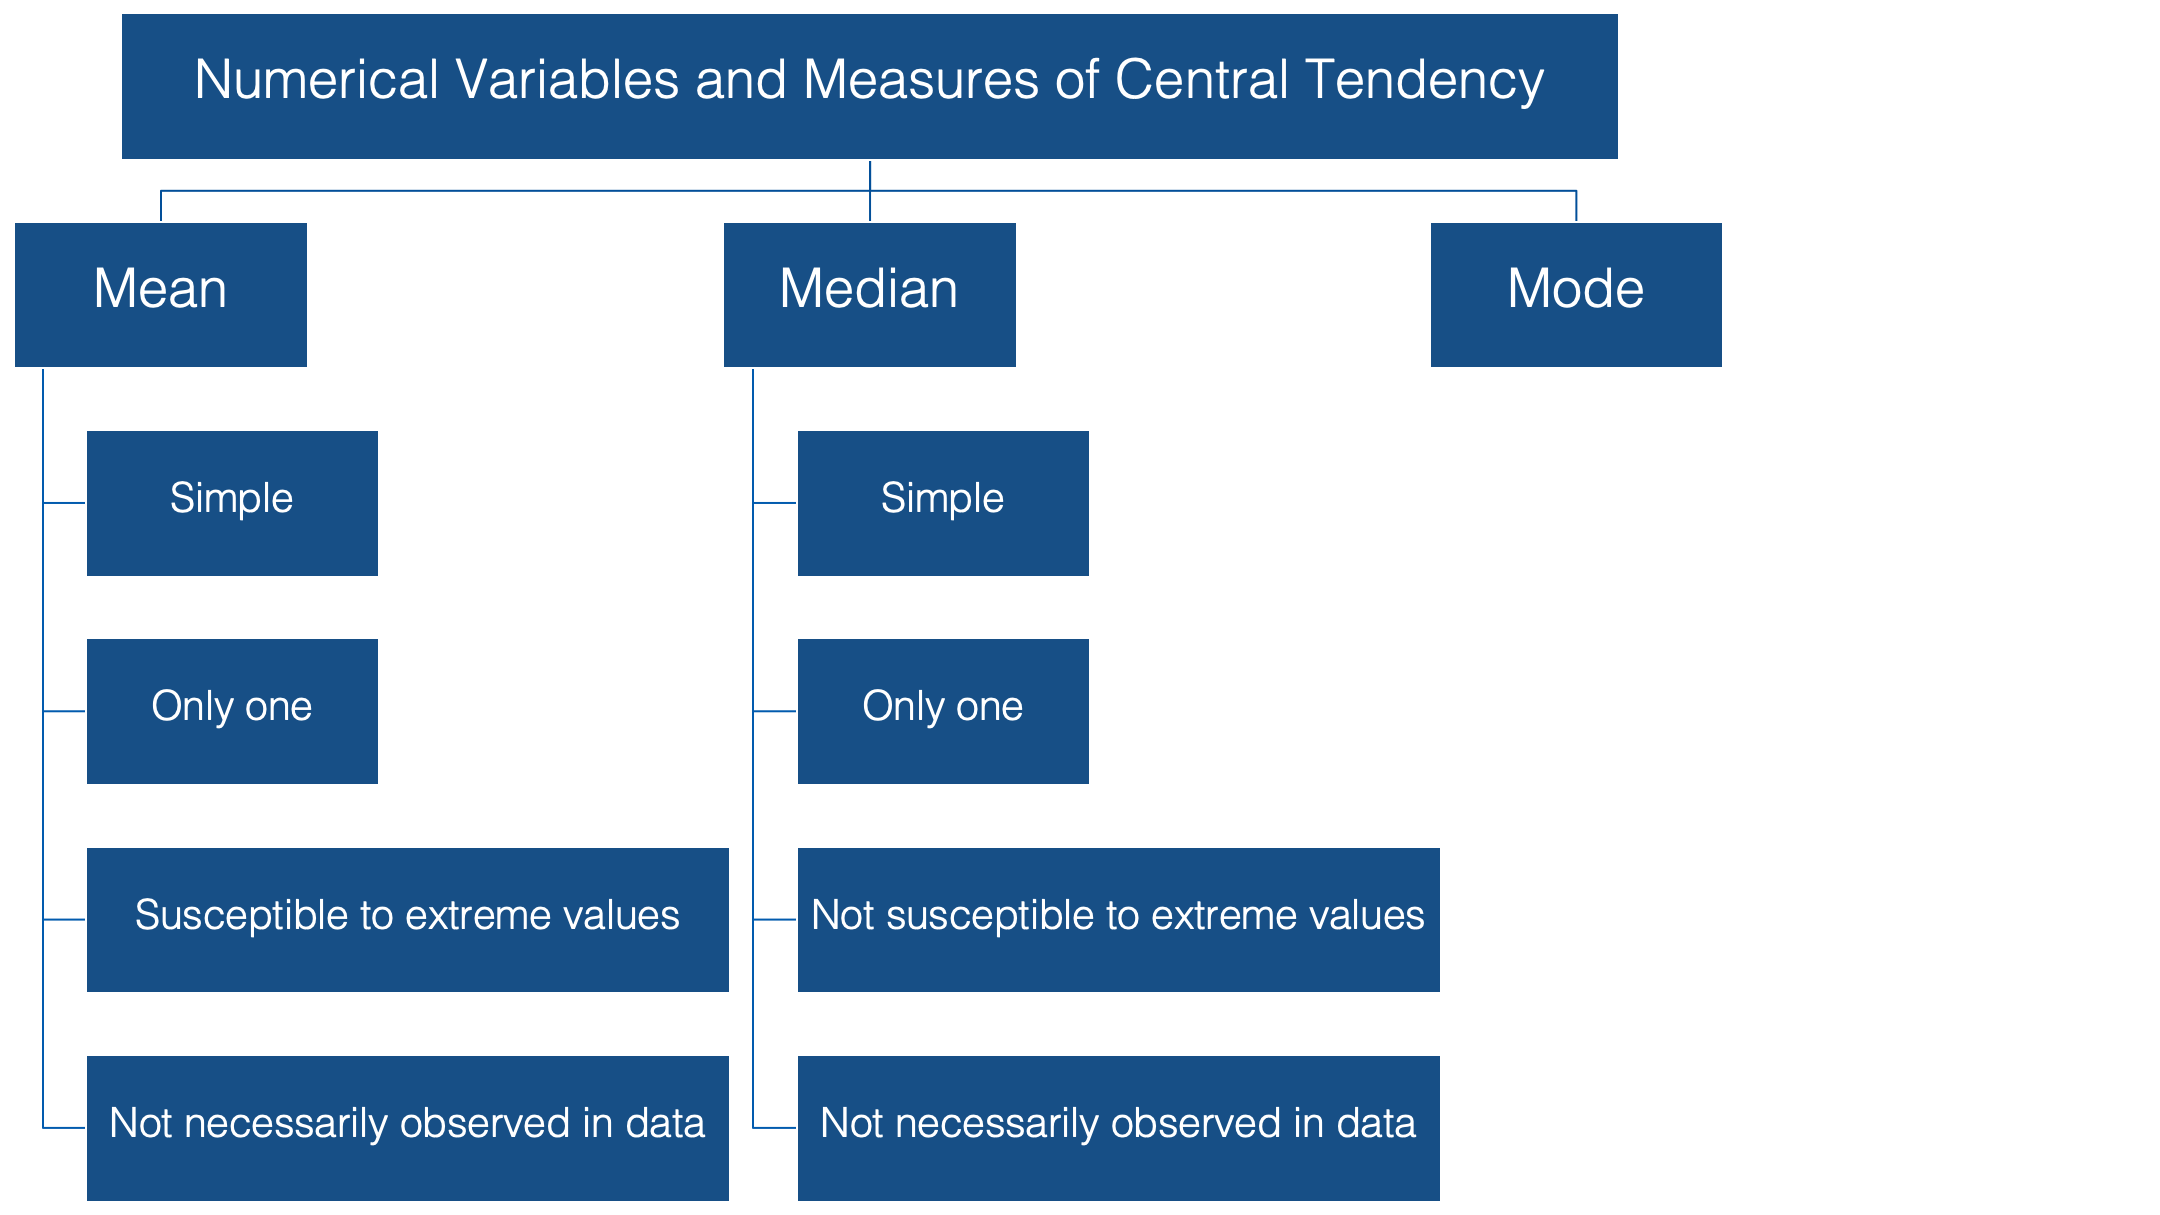 Numerical Variables and Measures of Central Tendency
Mean
Simple
Only one
Susceptible to extreme values
Not necessarily observed in data
Median
Simple
Only one
Not susceptible to extreme values
Not necessarily observed in data
Mode